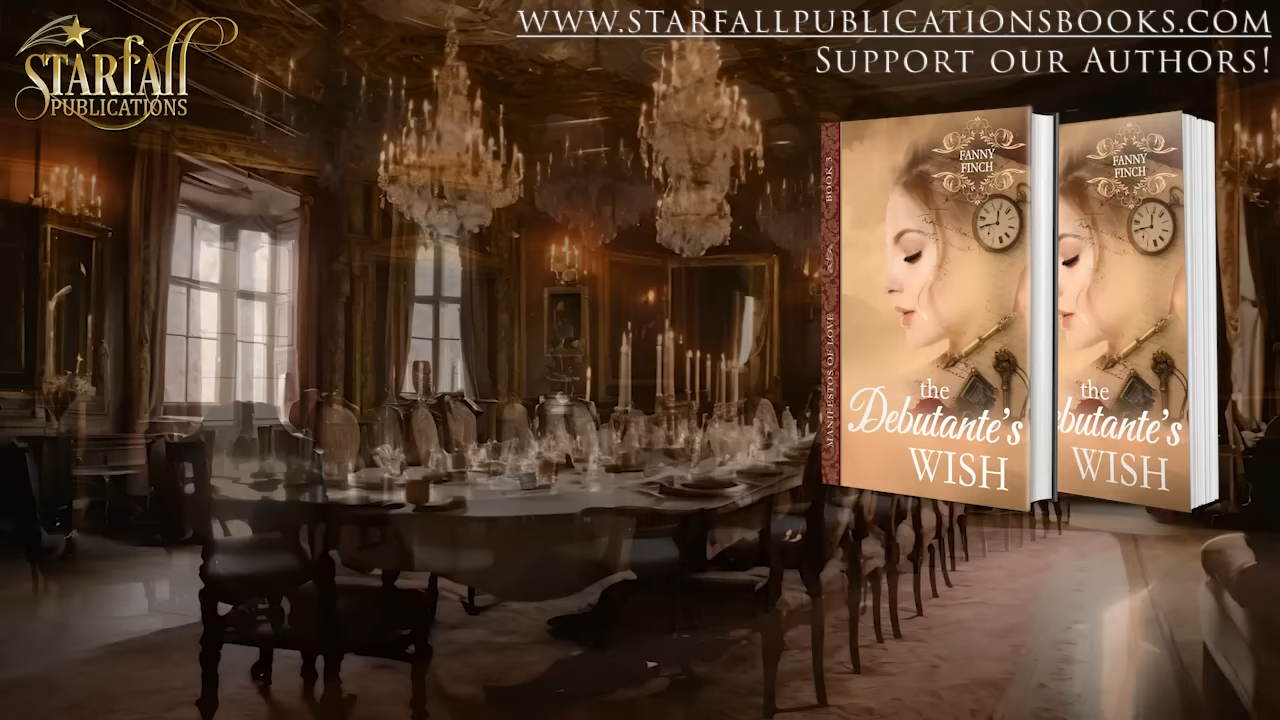 STARfall
PUBLICATIONS
WWW.STARFALLPUBLICATIONSBOOKS.COM
SUPPORT OUR AUTHORS!
MANIFESTOS OF LOVE
BOOK 3
FANNY
FINCH
the
Debutante's
WISH
FANNY
FINCH
the
ebutante's
WISH